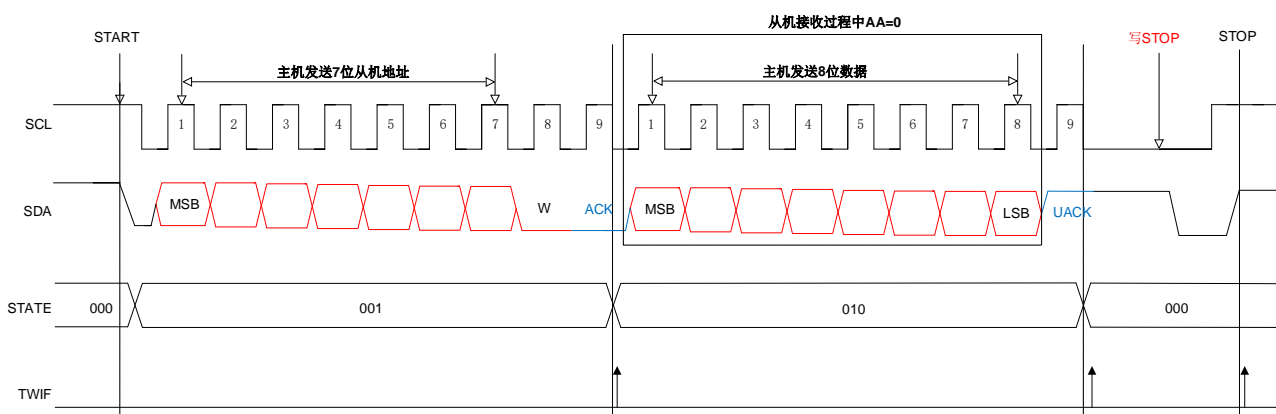 从机接收过程中AA=0
START
写STOP
STOP
主机发送7位从机地址
主机发送8位数据
SCL
1 2 3 4 5 6 7 8 9 1 2 3 4 5 6 7 8 9
SDA
MSB W ACK MSB LSB UACK
STATE
000 001 010 000
TWIF